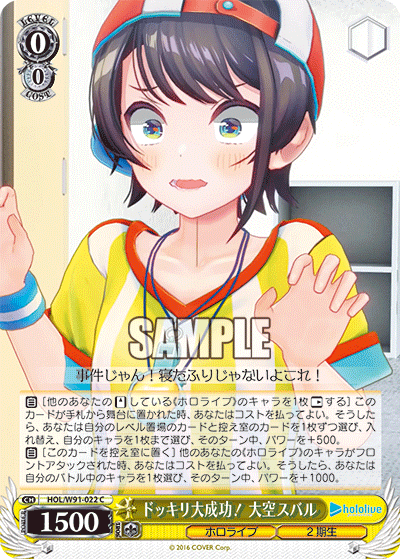 LEVEL
0
0
COST
SAMPLE
事件じゃん！寝たふりじゃないよこれ！
自 [他のあなたの している《ホロライブ》のキャラを1枚 する] この
カードが手札から舞台に置かれた時、あなたはコストを払ってよい。そうした
ら、あなたは自分のレベル置場のカードと控え室のカードを1枚ずつ選び、入
れ替え、自分のキャラを1枚まで選び、そのターン中、パワーを+500。
自 [このカードを控え室に置く] 他のあなたの《ホロライブ》のキャラがフロント
アタックされた時、あなたはコストを払ってよい。そうしたら、あなたは自分の
バトル中のキャラを1枚選び、そのターン中、パワーを+1000。
CH HOL/W91-022 C
1500
ドッキリ大成功！ 大空スバル
hololive
ホロライブ
2期生
© 2016 COVER Corp.